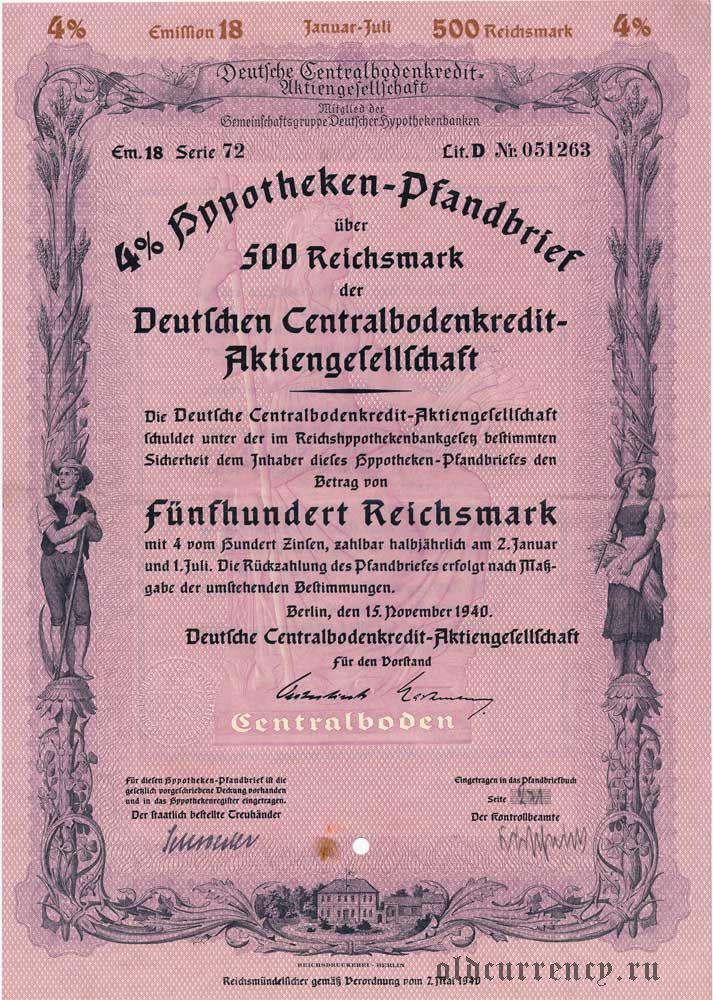 4% Emission 18 Januar-Juli 500 Reichsmark 4%
Deutsche Centralbodenkredit-
Aktiengesellschaft
Mitglied der
Gemeinschaftsgruppe Deutscher Hypothekenbanken
Em. 18 Serie 72 Lit. D Nr. 051263
4% Hypotheken-Pfandbrief
über
500 Reichsmark
der
Deutschen Centralbodenkredit-
Aktiengesellschaft
Die Deutsche Centralbodenkredit-Aktiengesellschaft
schuldet unter der im Reichshypothekenbankgesetz bestimmten
Sicherheit dem Inhaber dieses Hypotheken-Pfandbriefes den
Betrag von
Fünfhundert Reichsmark
mit 4 vom Hundert Zinsen, zahlbar halbjährlich am 2. Januar
und 1. Juli. Die Rückzahlung des Pfandbriefes erfolgt nach Maß-
gabe der umstehenden Bestimmungen.
Berlin, den 15. November 1940.
Deutsche Centralbodenkredit-Aktiengesellschaft
Für den Vorstand
Centralboden
Für diesen Hypotheken-Pfandbrief ist die
gesetzlich vorgeschriebene Deckung vorhanden
und in das Hypothekenregister eingetragen.
Der staatlich bestellte Treuhänder
Eingetragen in das Pfandbriefbuch
Seite
Der Kontrollbeamte
REICHSDRUCKEREI · BERLIN
Reichsmündelsicher gemäß Verordnung vom 7. Mai 1940
oldcurrency.ru